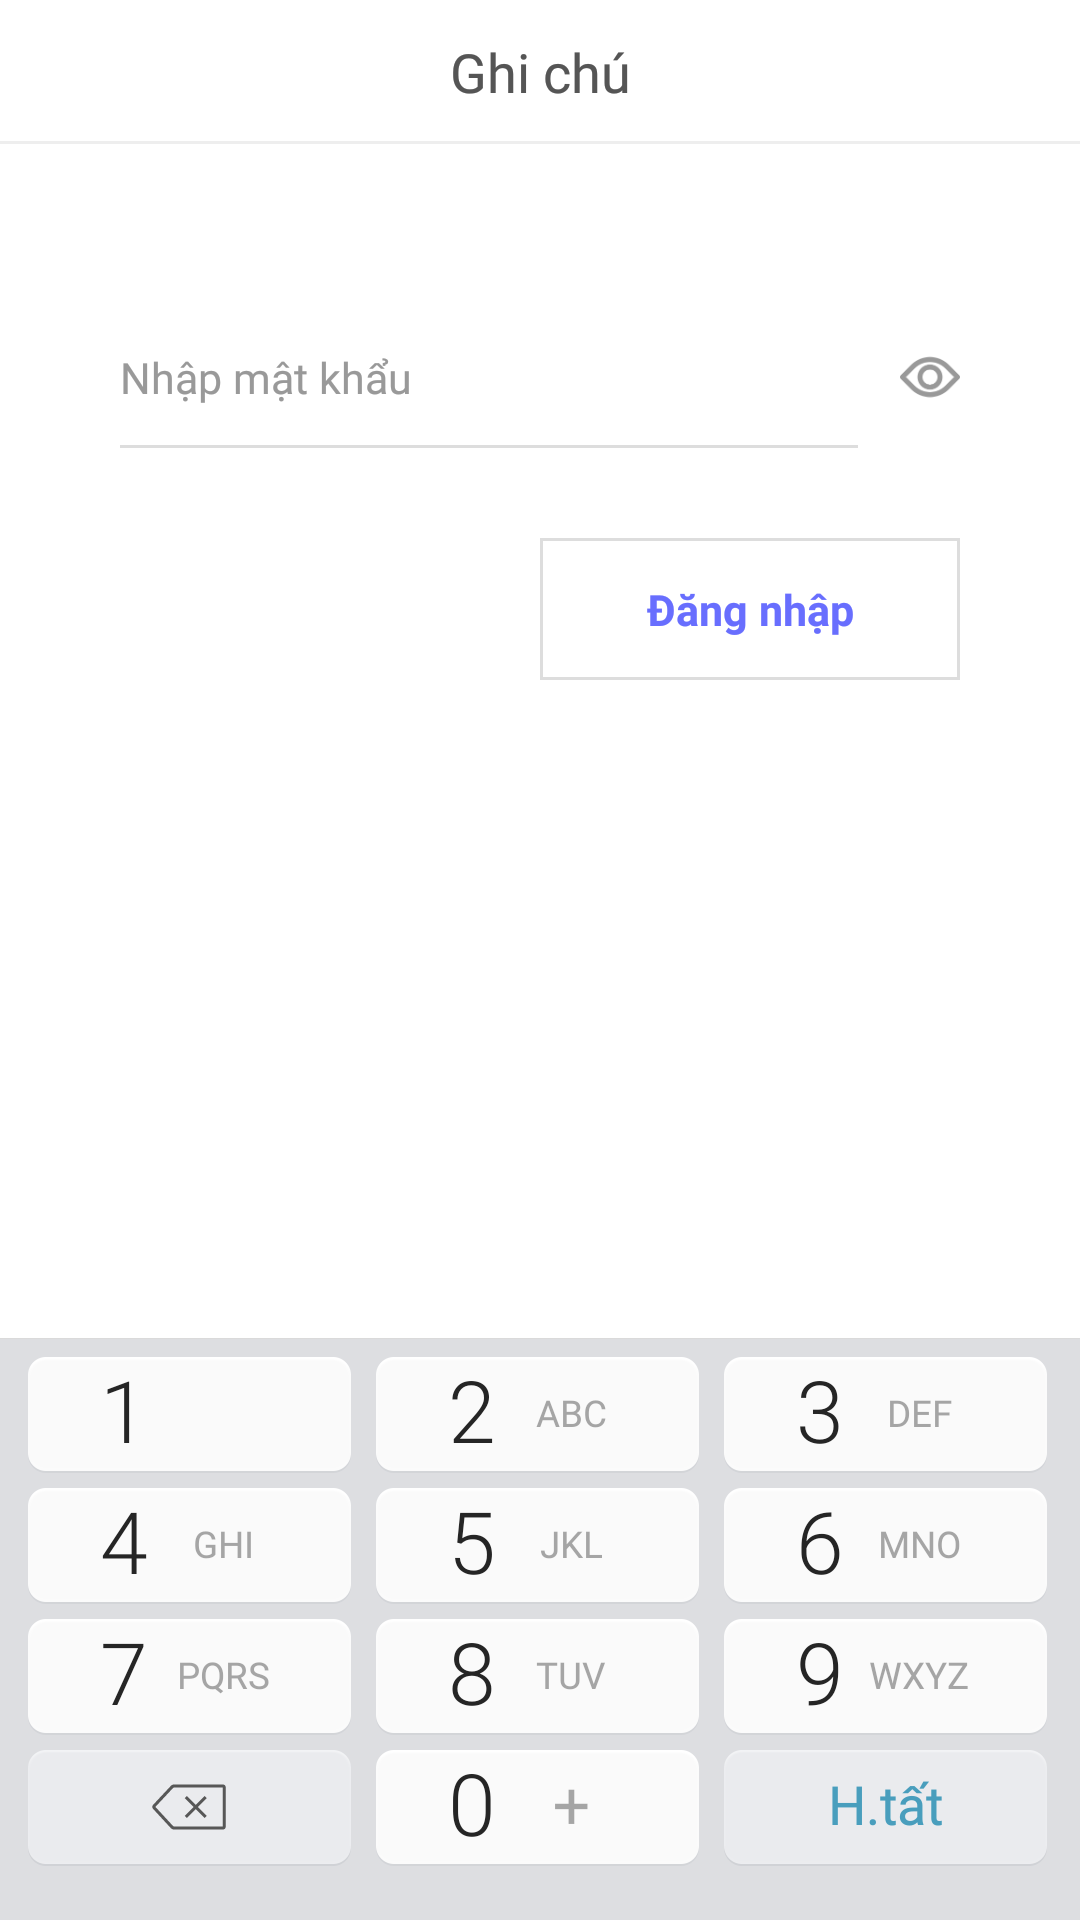 Ghi chú
Nhập mật khẩu
Đăng nhập
1 2 ABC 3 DEF
4 GHI 5 JKL 6 MNO
7 PQRS 8 TUV 9 WXYZ
0 + H.tất